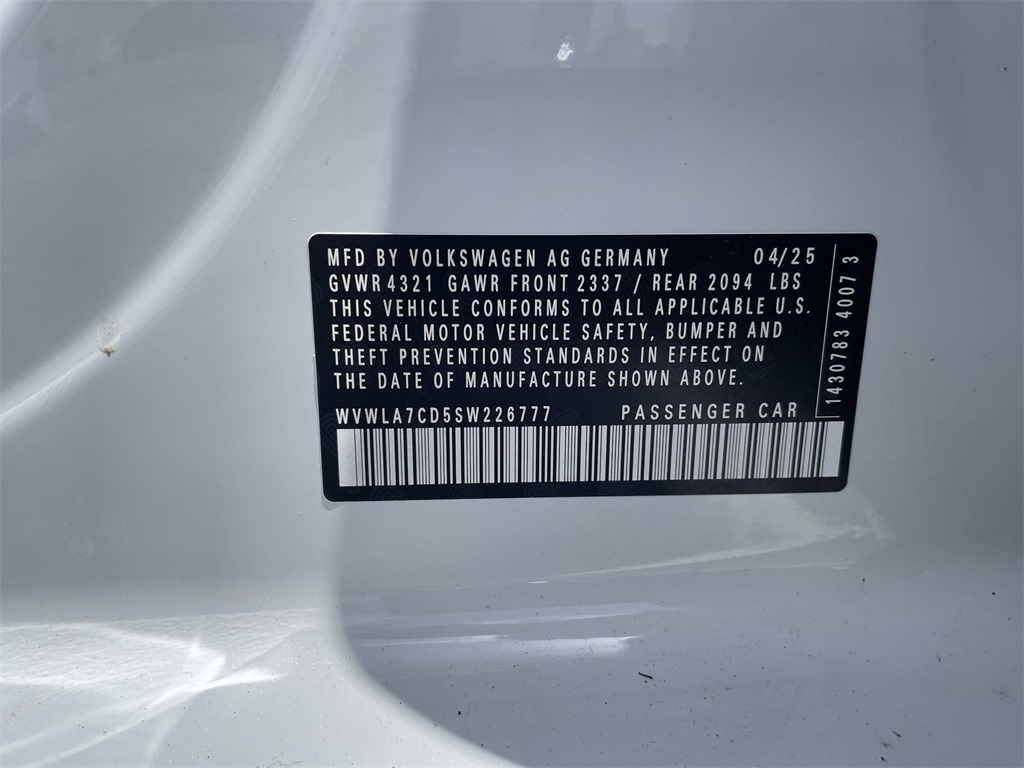 MFD BY VOLKSWAGEN AG GERMANY 04/25
GVWR 4321 GAWR FRONT 2337 / REAR 2094 LBS
THIS VEHICLE CONFORMS TO ALL APPLICABLE U.S.
FEDERAL MOTOR VEHICLE SAFETY, BUMPER AND
THEFT PREVENTION STANDARDS IN EFFECT ON
THE DATE OF MANUFACTURE SHOWN ABOVE.
WVWLA7CD5SW226777 PASSENGER CAR
1430783 4007 3